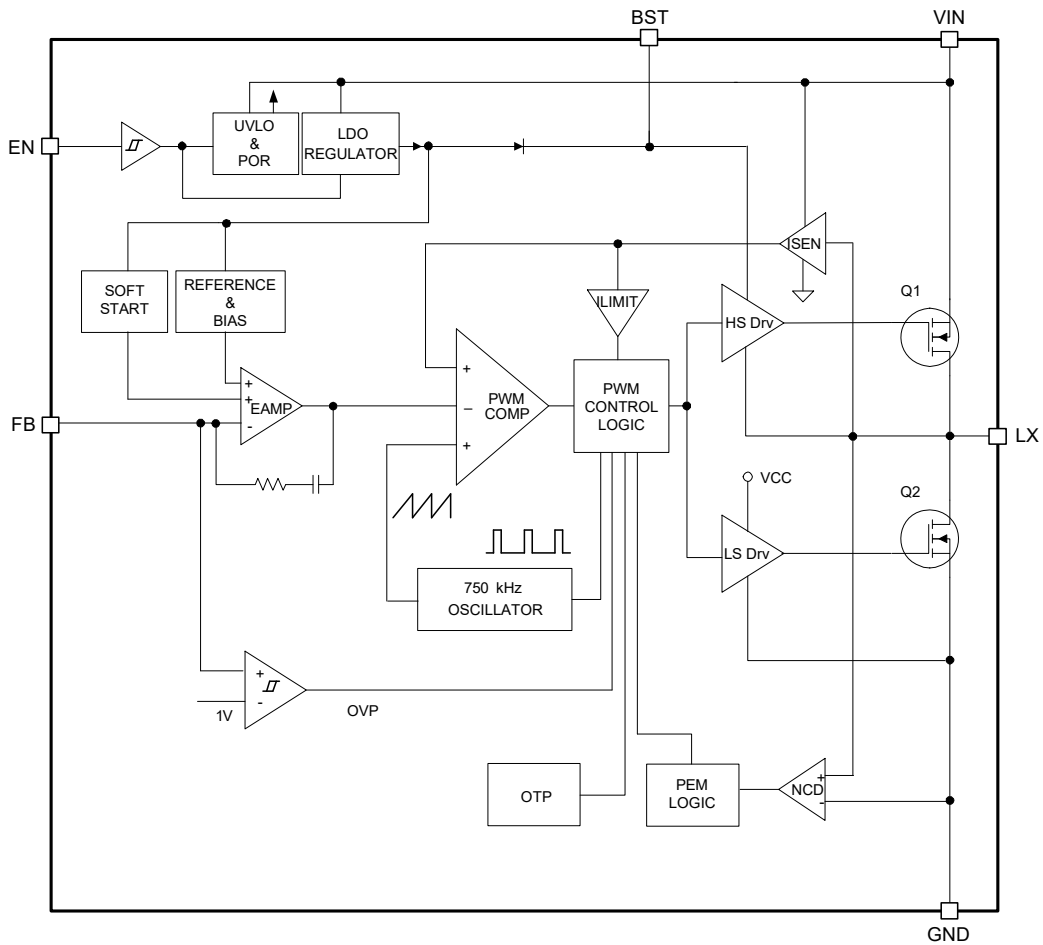 BST
VIN
EN
UVLO
&
POR
LDO
REGULATOR
ISEN
SOFT
START
REFERENCE
&
BIAS
ILIMIT
Q1
HS Drv
+
+
-
EAMP
+
–
+
PWM
COMP
PWM
CONTROL
LOGIC
FB
LX
VCC
Q2
LS Drv
750 kHz
OSCILLATOR
+
-
1V
OVP
OTP
PEM
LOGIC
NCD
+
-
GND